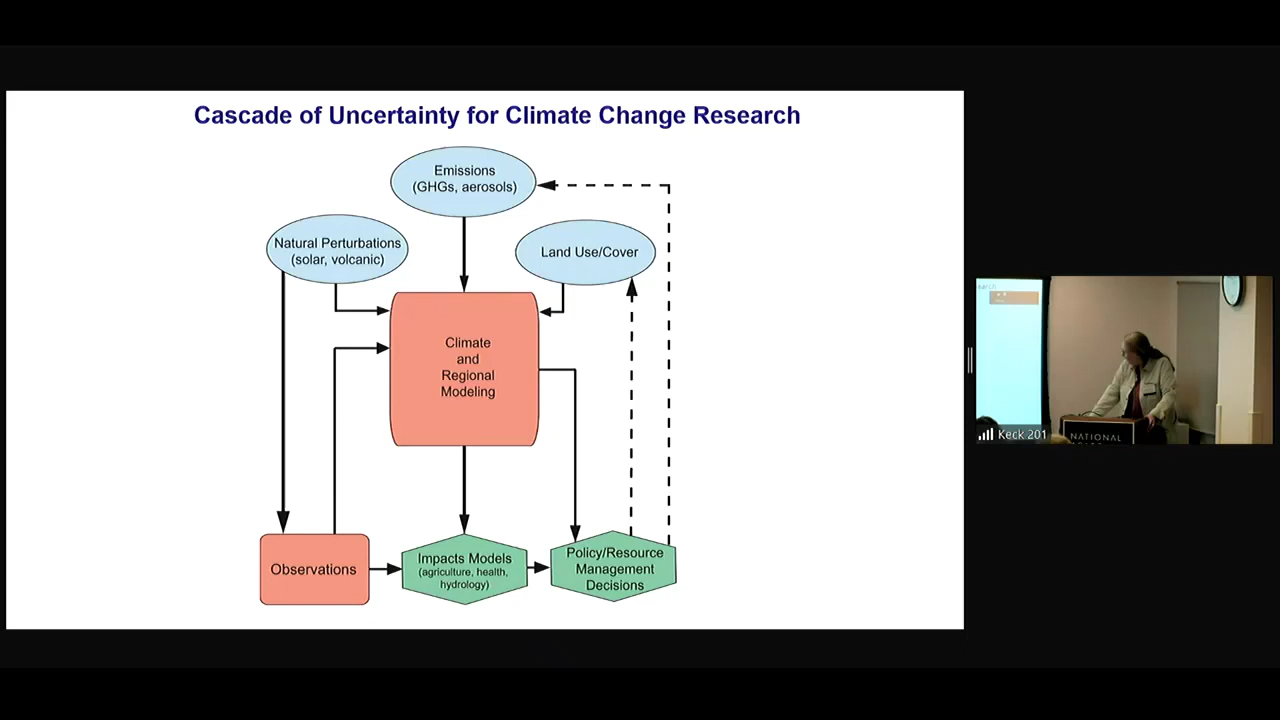 Cascade of Uncertainty for Climate Change Research
Emissions
(GHGs, aerosols)
Natural Perturbations
(solar, volcanic)
Land Use/Cover
Climate
and
Regional
Modeling
Observations
Impacts Models
(agriculture, health,
hydrology)
Policy/Resource
Management
Decisions
Keck 201
NATIONAL